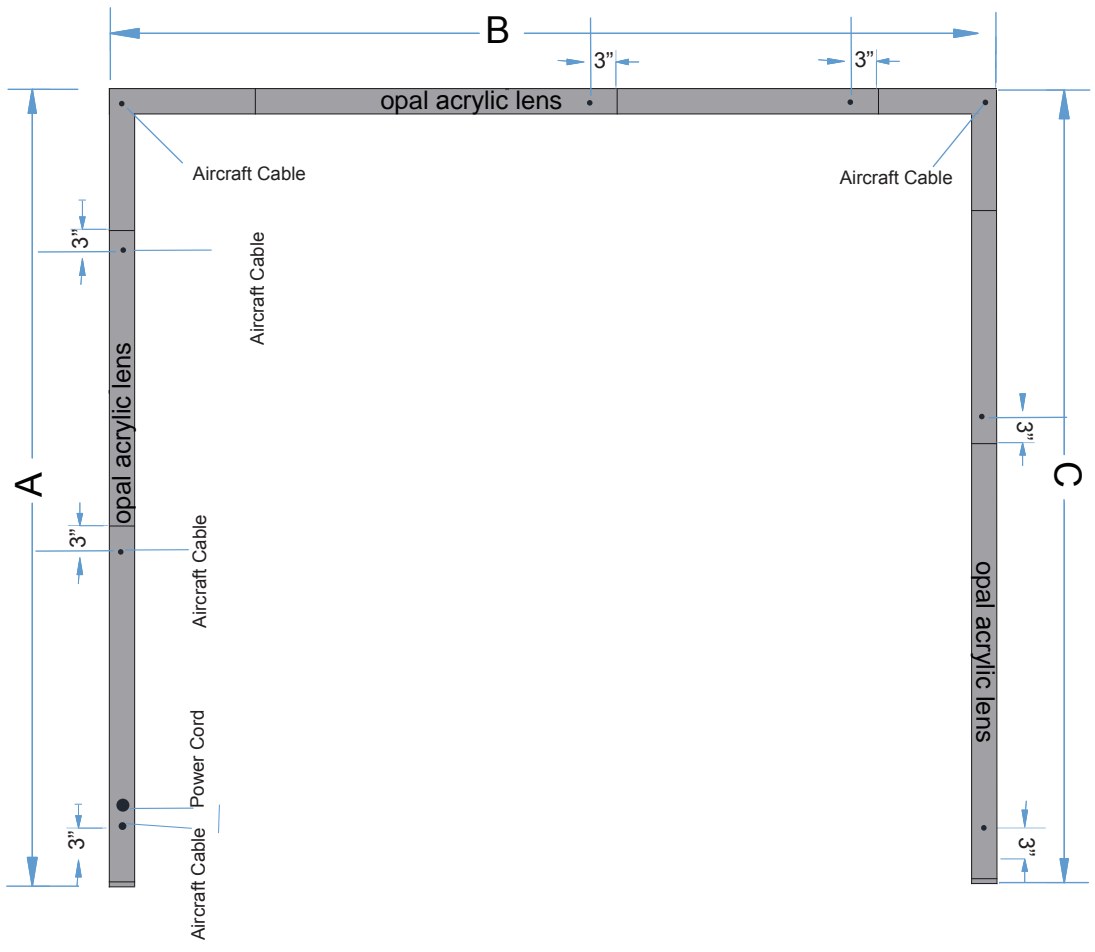 B
3”
3”
opal acrylic lens
Aircraft Cable
Aircraft Cable
3”
Aircraft Cable
opal acrylic lens
A
3”
C
3”
Aircraft Cable
opal acrylic lens
Power Cord
3”
Aircraft Cable
3”